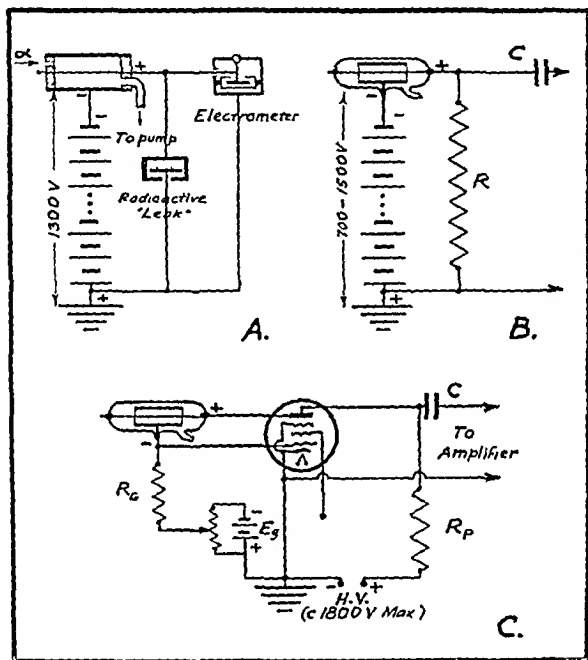 α
+
Electrometer
-
-
To pump
1300 V
Radioactive
"Leak"
+
A.
+
C
-
-
700-1500V
R
+
B.
+
C
-
To
Amplifier
R_G
E_g
-
+
R_P
- +
H.V.
(c 1800 V Max)
C.